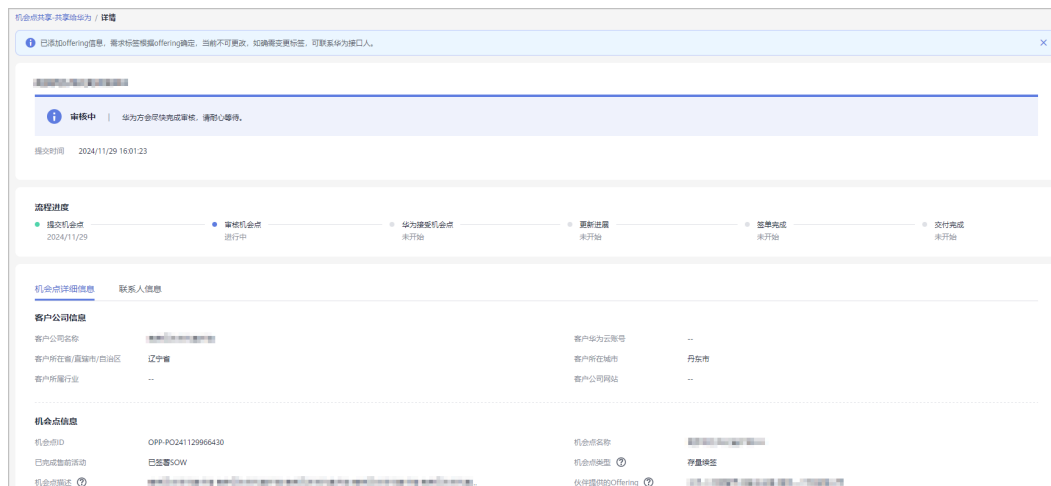 机会点共享-共享给华为 / 详情
已添加offering信息，需求标签根据offering确定，当前不可更改，如确需变更标签，可联系华为接口人。
审核中 | 华为方会尽快完成审核，请耐心等待。
提交时间 2024/11/29 16:01:23
流程进度
提交机会点 审核机会点 华为接受机会点 更新进展 签单完成 交付完成
2024/11/29 进行中 未开始 未开始 未开始 未开始
机会点详细信息 联系人信息
客户公司信息
客户公司名称 客户华为云账号 --
客户所在省/直辖市/自治区 辽宁省 客户所在城市 丹东市
客户所属行业 -- 客户公司网站 --
机会点信息
机会点ID OPP-PO241129966430 机会点名称
已完成售前活动 已签署SOW 机会点类型 存量续签
机会点描述 伙伴提供的Offering